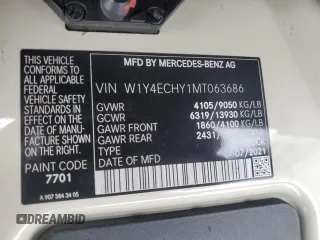 MFD BY MERCEDES-BENZ AG
VIN W1Y4ECHY1MT063686
GVWR 4105/9050 KG/LB
GCWR 6319/13930 KG/LB
GAWR FRONT 1860/4100 KG/LB
GAWR REAR 2431/
TYPE
DATE OF MFD. 07/2021
THIS VEHICLE
CONFORMS TO ALL
APPLICABLE
FEDERAL MOTOR
VEHICLE SAFETY
STANDARDS IN
EFFECT ON THE
DATE OF MANU-
FACTURE AS
SHOWN.
PAINT
7701
A 907 584 34 05
DREAMBID